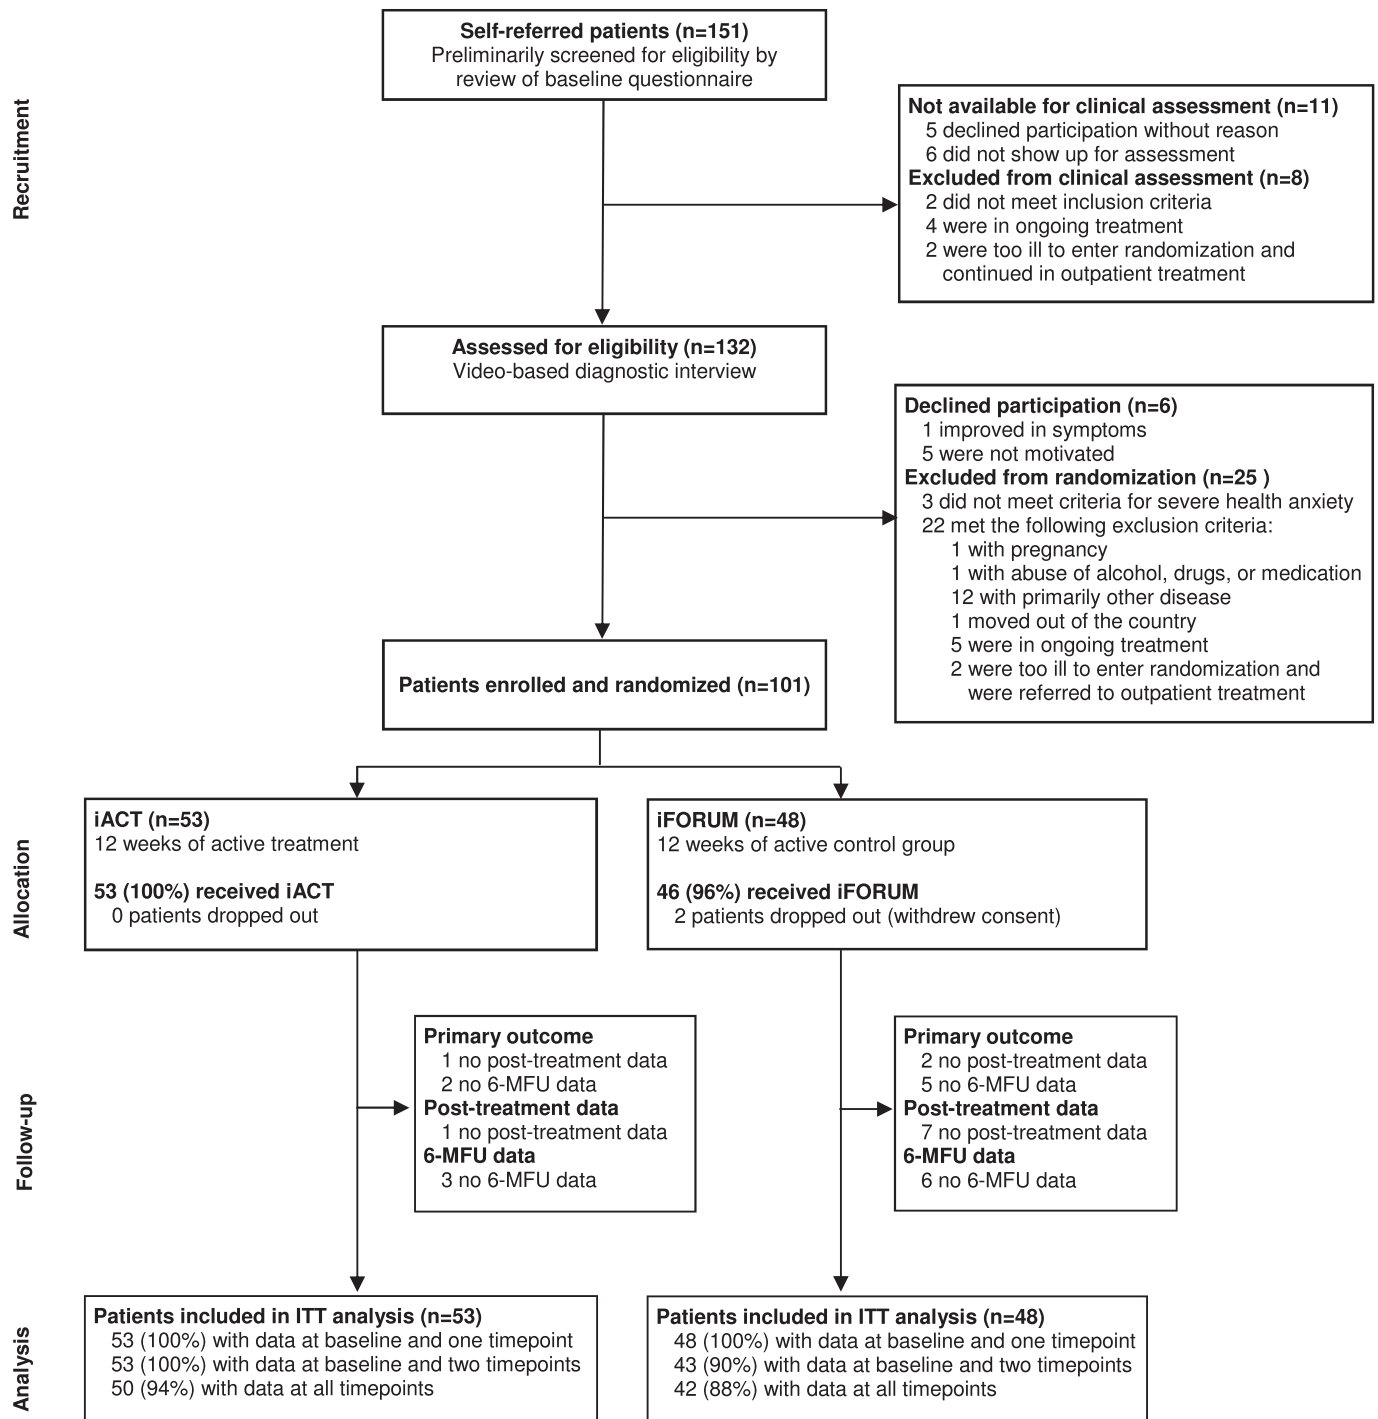 Recruitment
Self-referred patients (n=151)
Preliminarily screened for eligibility by
review of baseline questionnaire
Not available for clinical assessment (n=11)
5 declined participation without reason
6 did not show up for assessment
Excluded from clinical assessment (n=8)
2 did not meet inclusion criteria
4 were in ongoing treatment
2 were too ill to enter randomization and
continued in outpatient treatment
Assessed for eligibility (n=132)
Video-based diagnostic interview
Declined participation (n=6)
1 improved in symptoms
5 were not motivated
Excluded from randomization (n=25 )
3 did not meet criteria for severe health anxiety
22 met the following exclusion criteria:
1 with pregnancy
1 with abuse of alcohol, drugs, or medication
12 with primarily other disease
1 moved out of the country
5 were in ongoing treatment
2 were too ill to enter randomization and
were referred to outpatient treatment
Patients enrolled and randomized (n=101)
Allocation
iACT (n=53)
12 weeks of active treatment
53 (100%) received iACT
0 patients dropped out
iFORUM (n=48)
12 weeks of active control group
46 (96%) received iFORUM
2 patients dropped out (withdrew consent)
Follow-up
Primary outcome
1 no post-treatment data
2 no 6-MFU data
Post-treatment data
1 no post-treatment data
6-MFU data
3 no 6-MFU data
Primary outcome
2 no post-treatment data
5 no 6-MFU data
Post-treatment data
7 no post-treatment data
6-MFU data
6 no 6-MFU data
Analysis
Patients included in ITT analysis (n=53)
53 (100%) with data at baseline and one timepoint
53 (100%) with data at baseline and two timepoints
50 (94%) with data at all timepoints
Patients included in ITT analysis (n=48)
48 (100%) with data at baseline and one timepoint
43 (90%) with data at baseline and two timepoints
42 (88%) with data at all timepoints